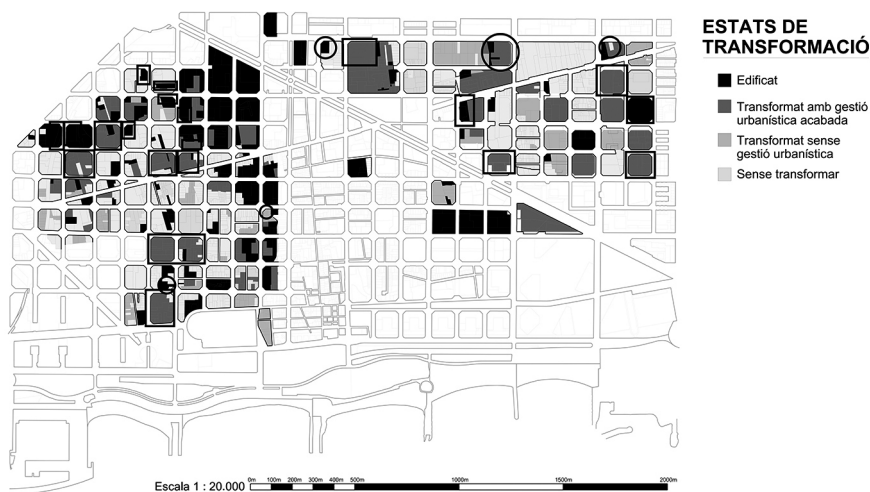 ESTATS DE
TRANSFORMACIÓ
Edificat
Transformat amb gestió
urbanística acabada
Transformat sense
gestió urbanística
Sense transformar
Escala 1 : 20.000
0m 100m 200m 300m 400m 500m 1000m 1500m 2000m